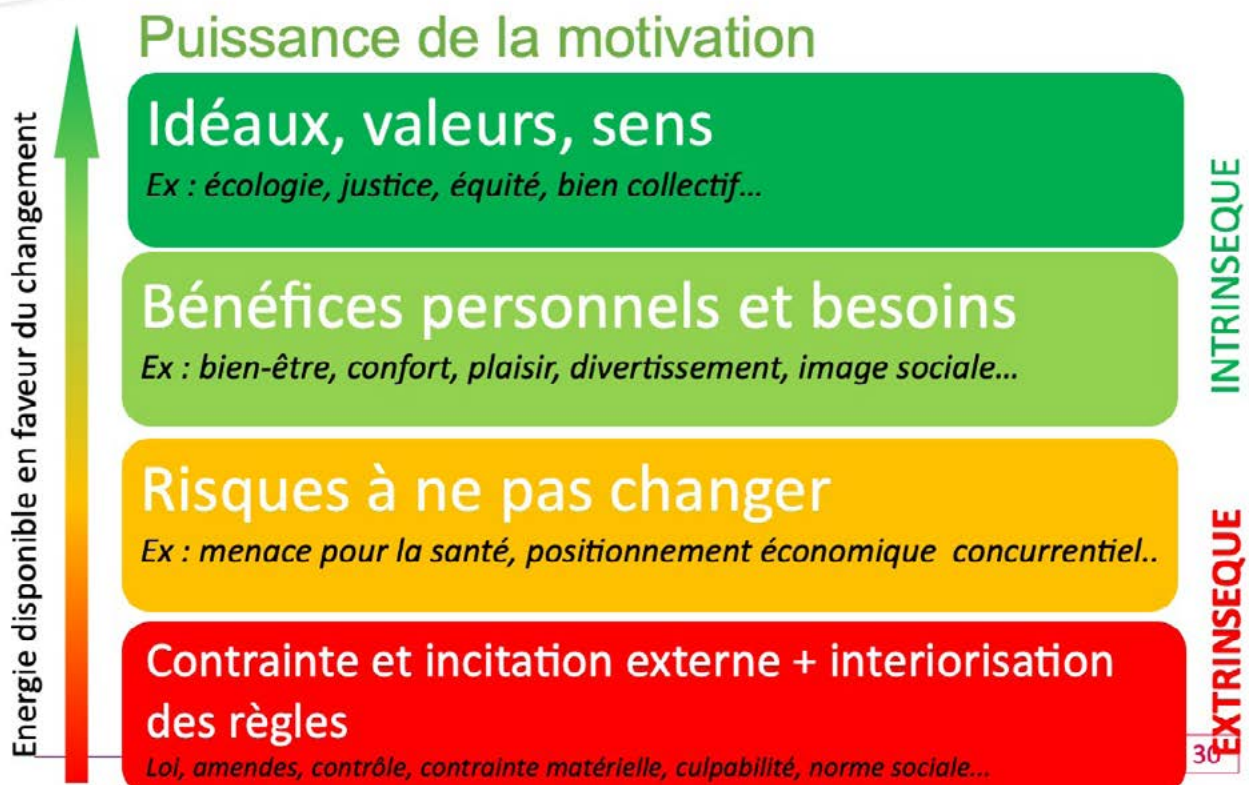 Puissance de la motivation
Energie disponible en faveur du changement
Idéaux, valeurs, sens
Ex : écologie, justice, équité, bien collectif...
Bénéfices personnels et besoins
Ex : bien-être, confort, plaisir, divertissement, image sociale...
INTRINSEQUE
Risques à ne pas changer
Ex : menace pour la santé, positionnement économique concurrentiel..
Contrainte et incitation externe + interiorisation
des règles
Loi, amendes, contrôle, contrainte matérielle, culpabilité, norme sociale...
EXTRINSEQUE
30